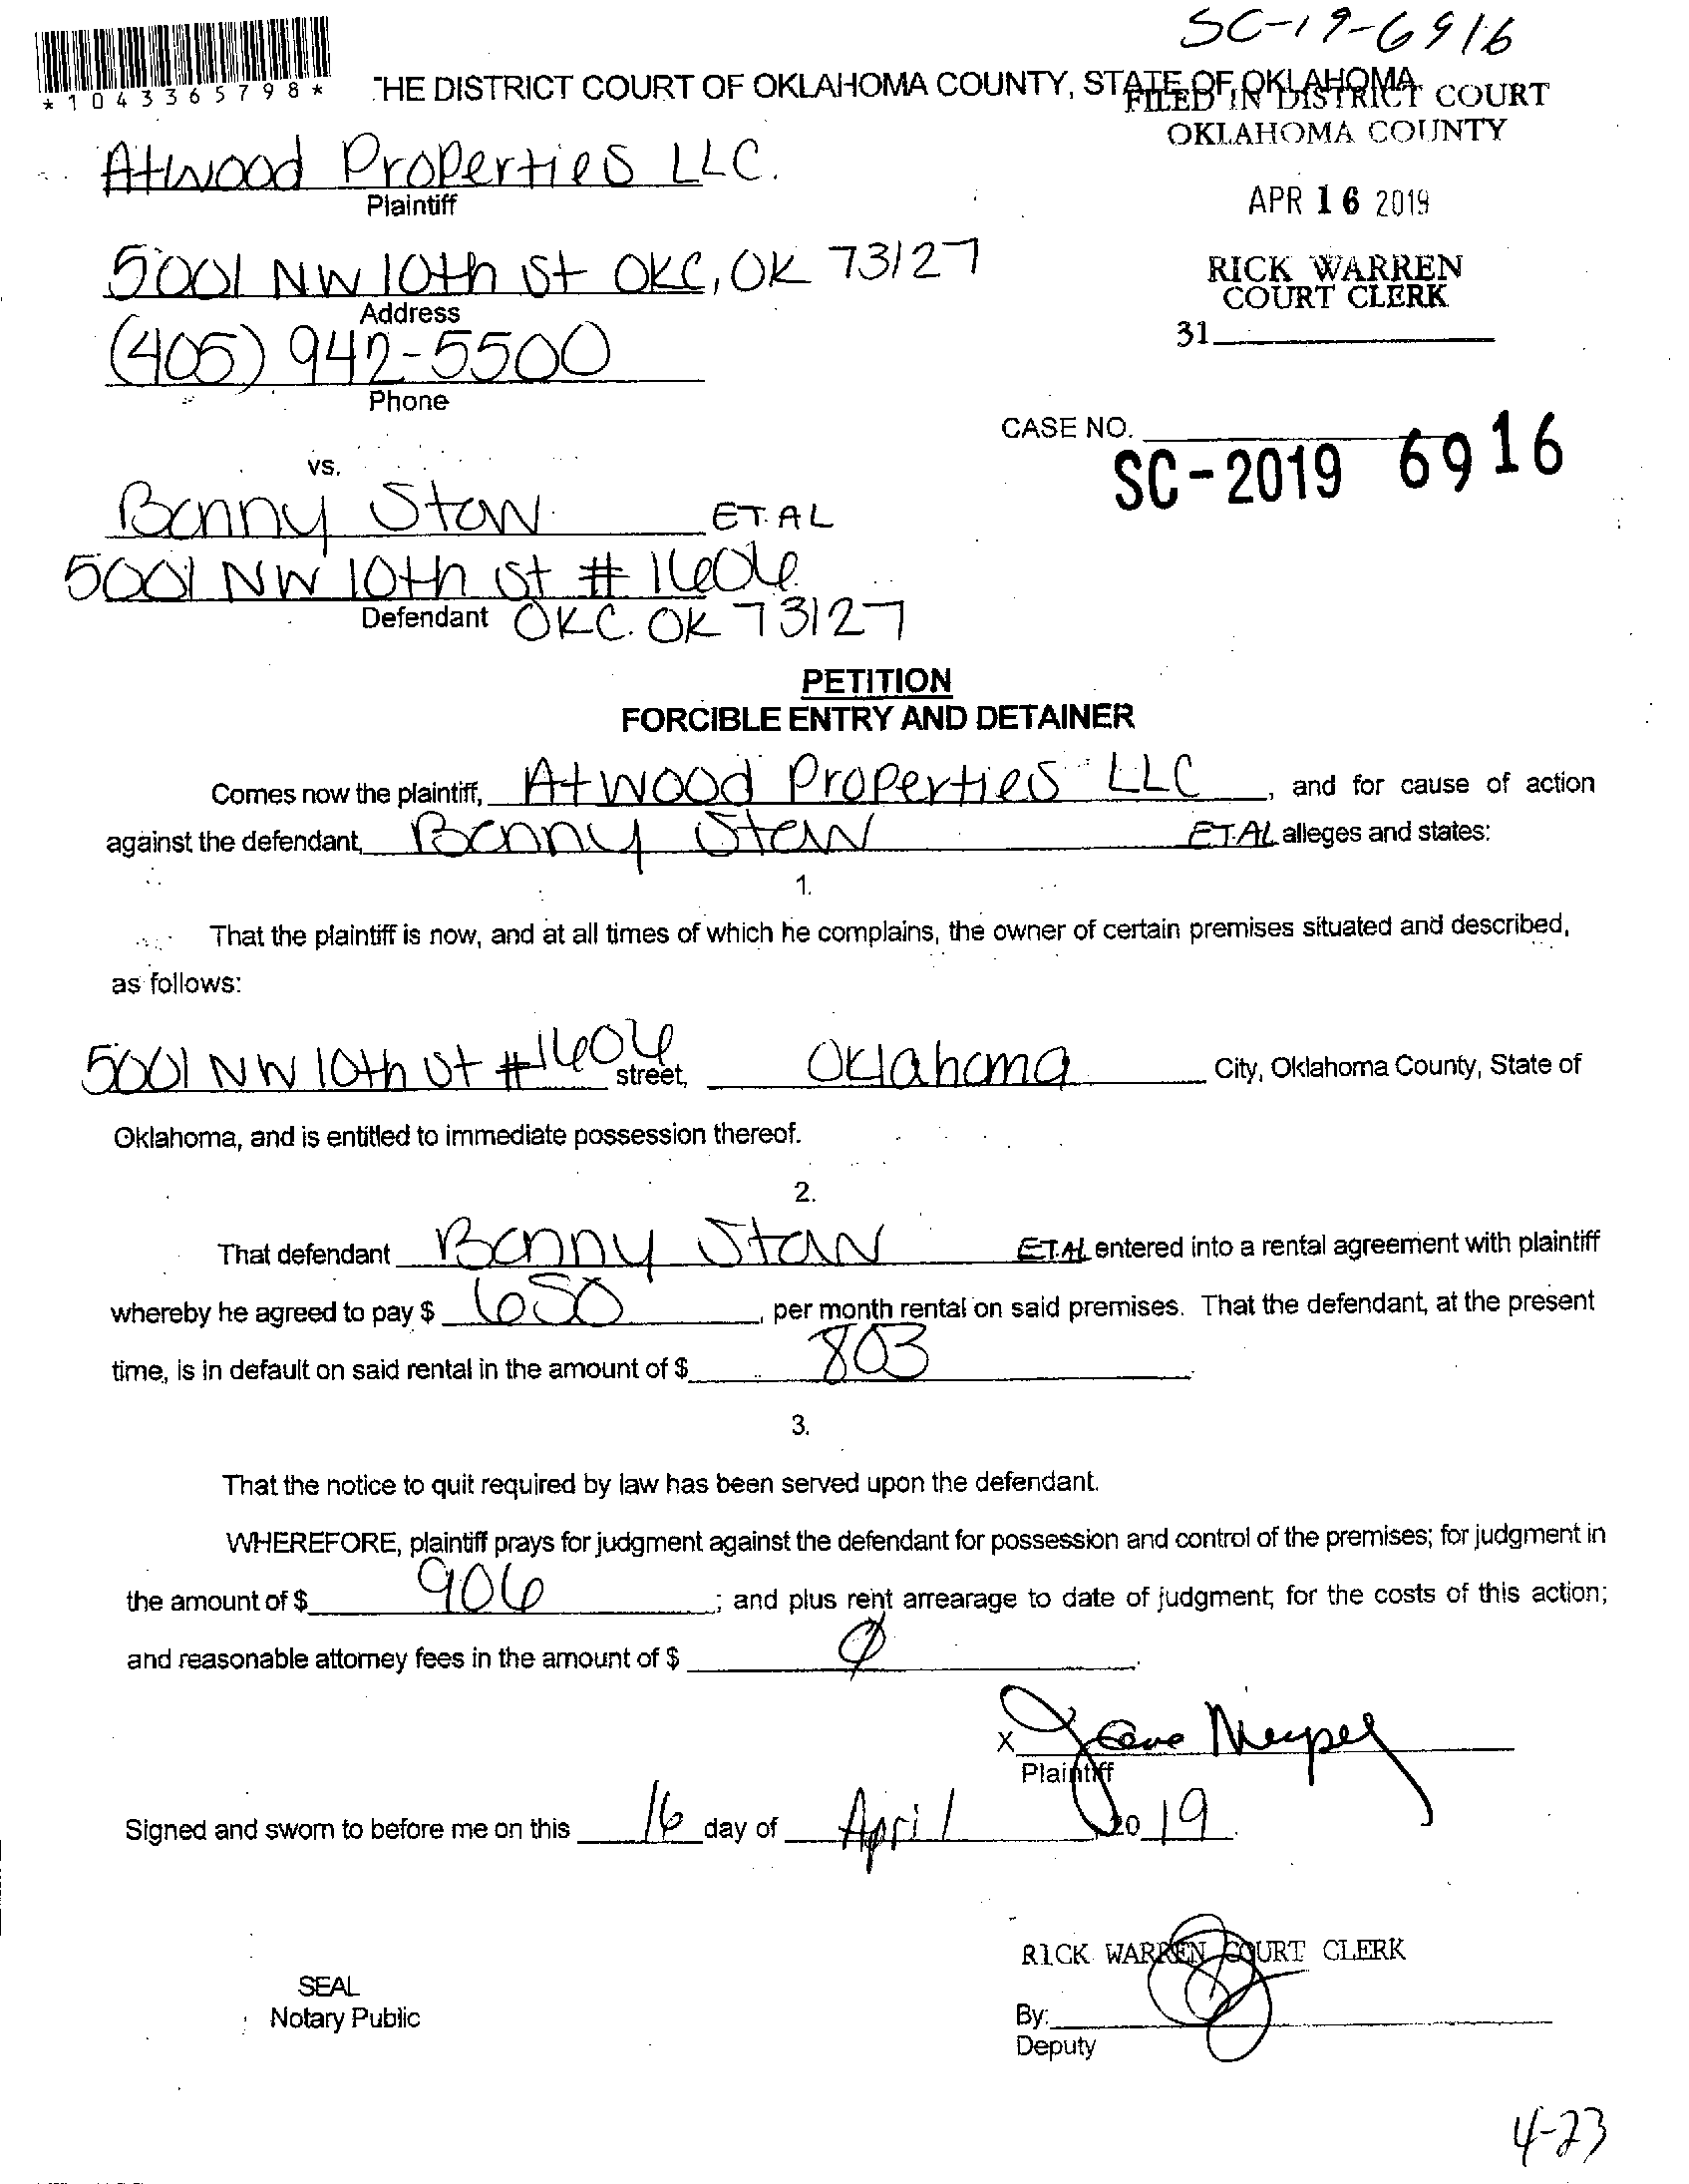 SC-19-6916
*1043365798*
THE DISTRICT COURT OF OKLAHOMA COUNTY, STATE OF OKLAHOMA
FILED IN DISTRICT COURT
OKLAHOMA COUNTY
Atwood Properties LLC.
Plaintiff
APR 16 2019
5001 NW 10th St OKC, OK 73127
Address
RICK WARREN
COURT CLERK
31
(405) 942-5500
Phone
CASE NO.
SC-2019 6916
vs.
ET. AL
5001 NW 10th St # 1606
Defendant OKC. OK 73127
PETITION
FORCIBLE ENTRY AND DETAINER
Comes now the plaintiff, Atwood Properties LLC, and for cause of action
against the defendant, ET. AL alleges and states:
1.
That the plaintiff is now, and at all times of which he complains, the owner of certain premises situated and described,
as follows:
5001 NW 10th St #1606 street, Oklahoma City, Oklahoma County, State of
Oklahoma, and is entitled to immediate possession thereof.
2.
That defendant ET. AL entered into a rental agreement with plaintiff
whereby he agreed to pay $ 650, per month rental on said premises. That the defendant, at the present
time, is in default on said rental in the amount of $ 803
3.
That the notice to quit required by law has been served upon the defendant.
WHEREFORE, plaintiff prays for judgment against the defendant for possession and control of the premises; for judgment in
the amount of $ 906; and plus rent arrearage to date of judgment; for the costs of this action;
and reasonable attorney fees in the amount of $ 0.
X
Plaintiff
Signed and sworn to before me on this 16 day of April, 2019.
RICK WARREN COURT CLERK
SEAL
Notary Public
By:
Deputy
4-23